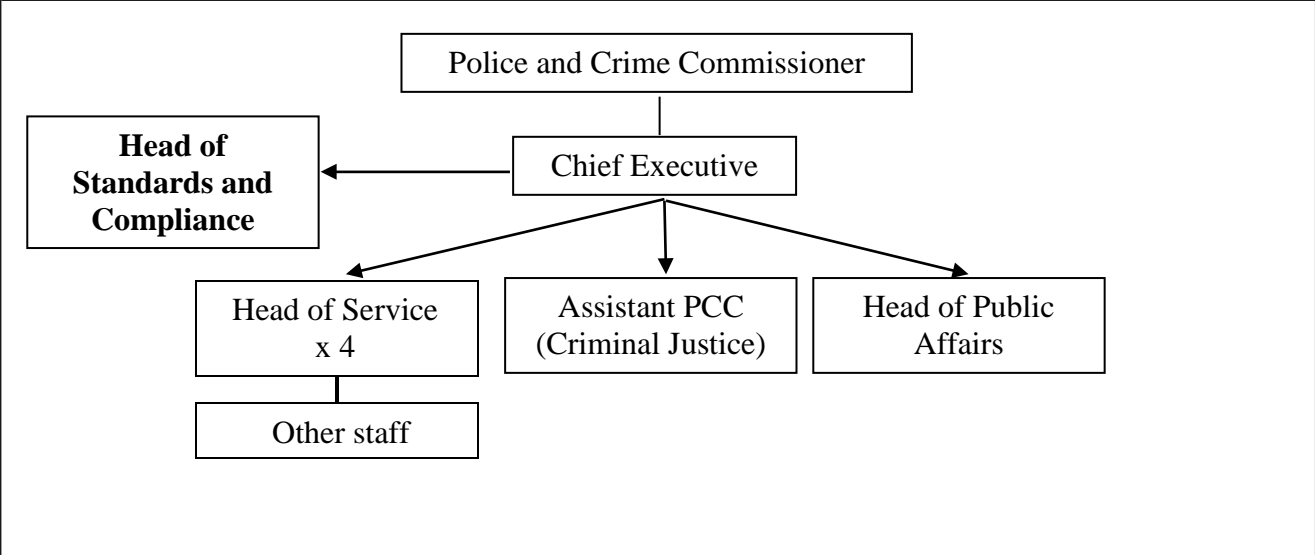 Police and Crime Commissioner
Head of
Standards and
Compliance
Chief Executive
Head of Service
x 4
Assistant PCC
(Criminal Justice)
Head of Public
Affairs
Other staff